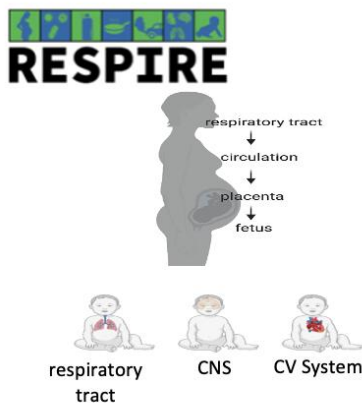 RESPIRE
respiratory tract
circulation
placenta
fetus
respiratory
tract
CNS
CV System